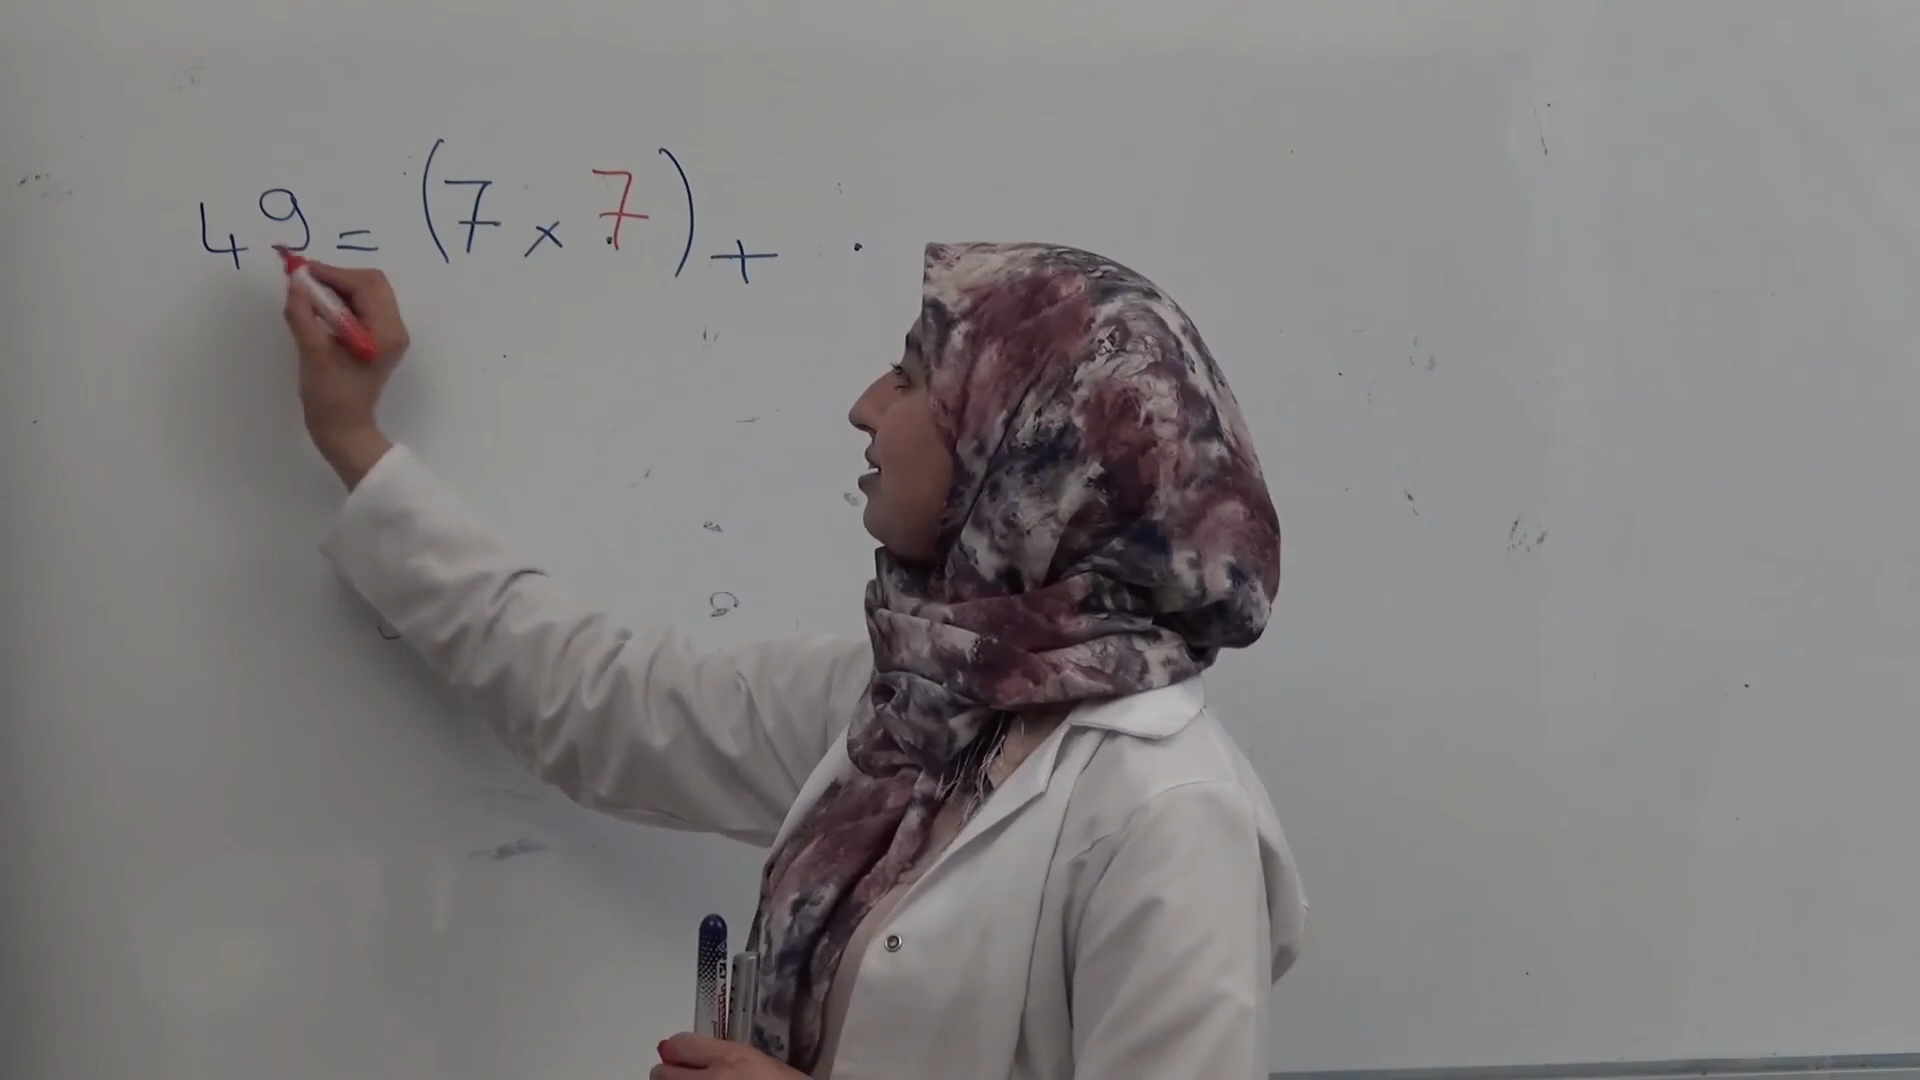 49 = (7 × 7) + .